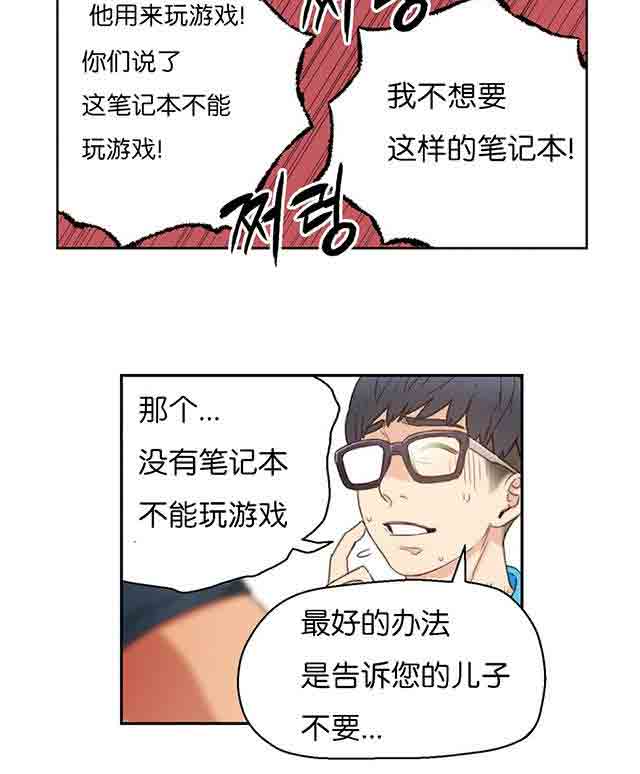 他用来玩游戏!
你们说了
这笔记本不能
玩游戏!
我不想要
这样的笔记本!
쩌렁
那个...
没有笔记本
不能玩游戏
最好的办法
是告诉您的儿子
不要...